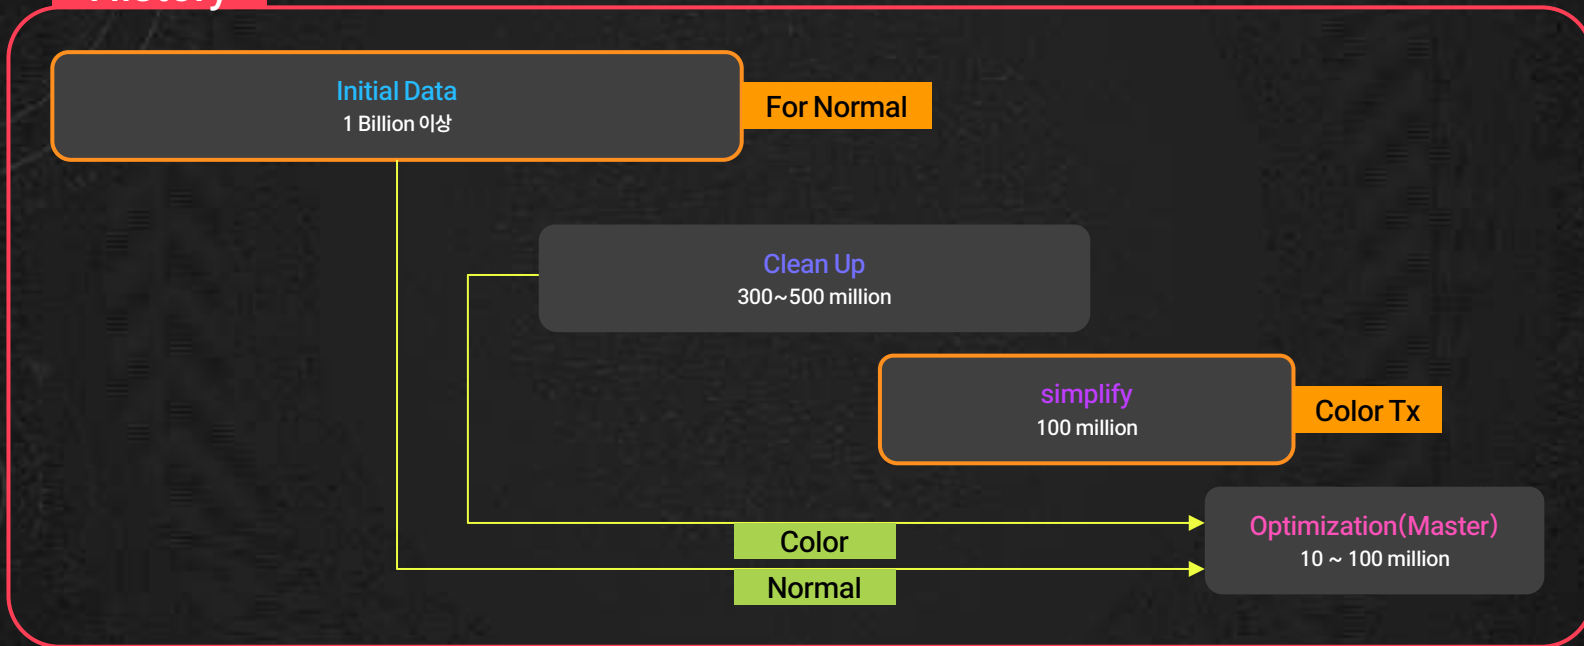 History
Initial Data
1 Billion 이상
For Normal
Clean Up
300~500 million
simplify
100 million
Color Tx
Optimization(Master)
10 ~ 100 million
Color
Normal